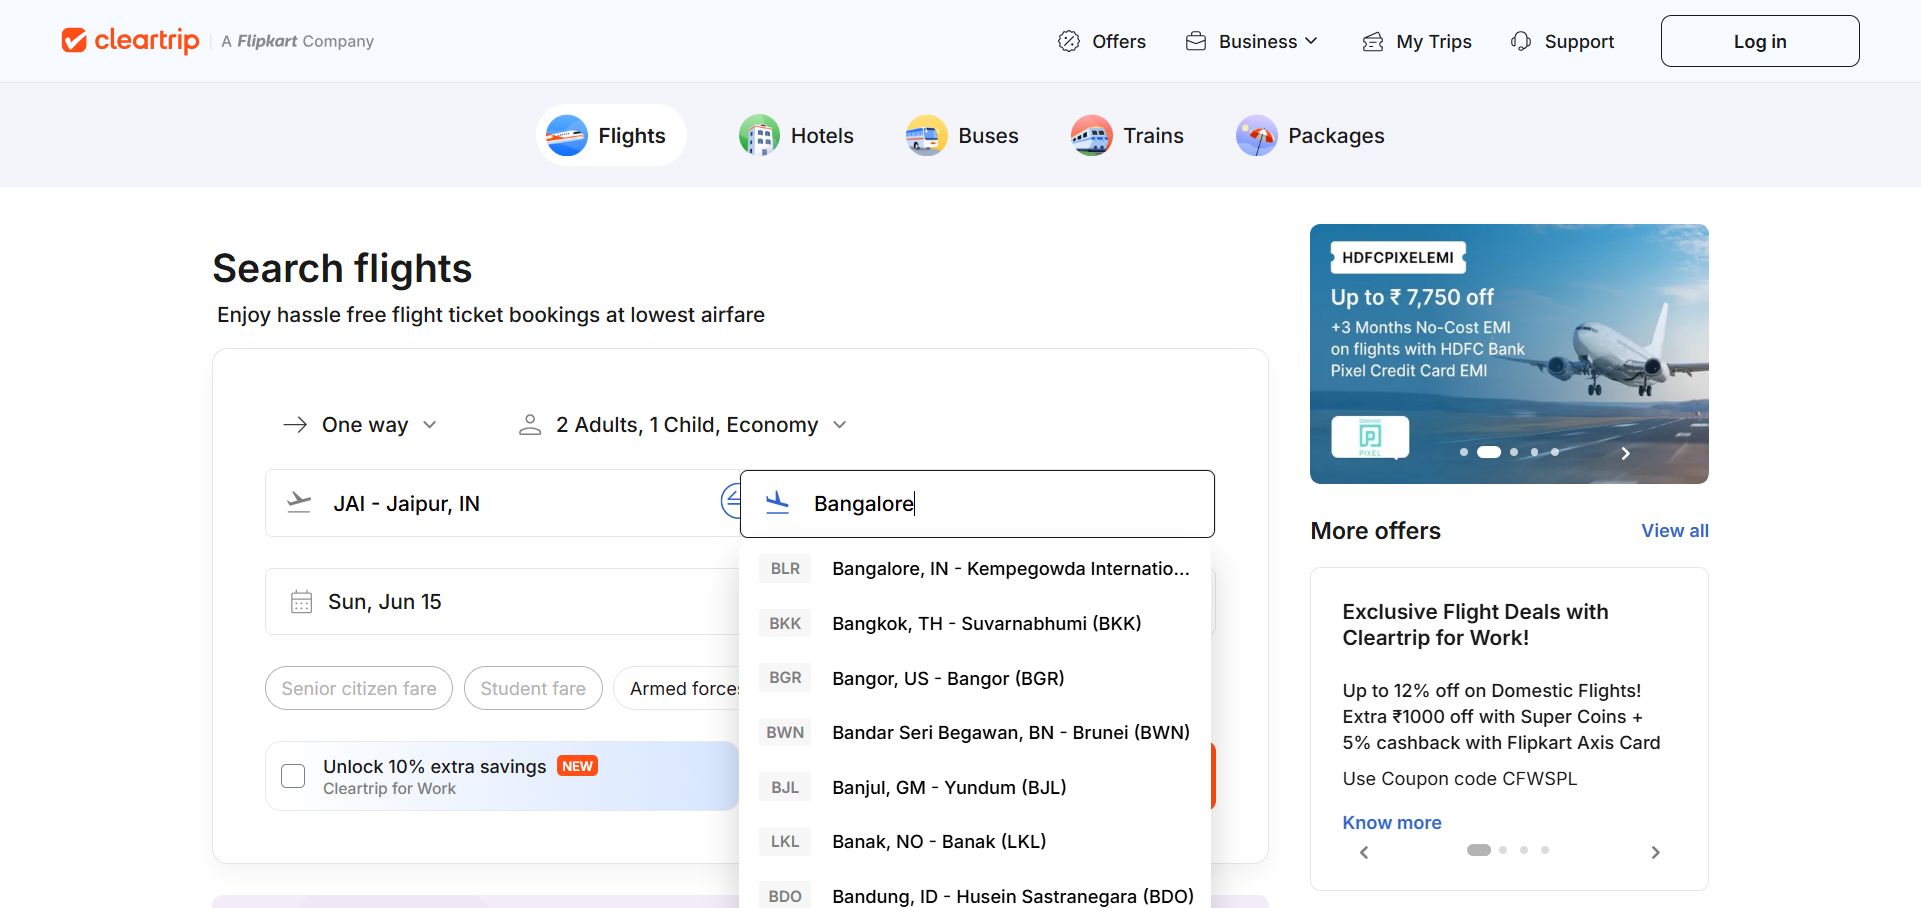 cleartrip
A Flipkart Company
Offers
Business
My Trips
Support
Log in
Flights
Hotels
Buses
Trains
Packages
Search flights
Enjoy hassle free flight ticket bookings at lowest airfare
One way
2 Adults, 1 Child, Economy
JAI - Jaipur, IN
Bangalore
BLR Bangalore, IN - Kempegowda Internatio...
BKK Bangkok, TH - Suvarnabhumi (BKK)
BGR Bangor, US - Bangor (BGR)
BWN Bandar Seri Begawan, BN - Brunei (BWN)
BJL Banjul, GM - Yundum (BJL)
LKL Banak, NO - Banak (LKL)
BDO Bandung, ID - Husein Sastranegara (BDO)
Sun, Jun 15
Senior citizen fare
Student fare
Armed forces
Unlock 10% extra savings NEW
Cleartrip for Work
HDFCPIXELEMI
Up to ₹ 7,750 off
+3 Months No-Cost EMI
on flights with HDFC Bank
Pixel Credit Card EMI
PIXEL
More offers
View all
Exclusive Flight Deals with
Cleartrip for Work!
Up to 12% off on Domestic Flights!
Extra ₹1000 off with Super Coins +
5% cashback with Flipkart Axis Card
Use Coupon code CFWSPL
Know more